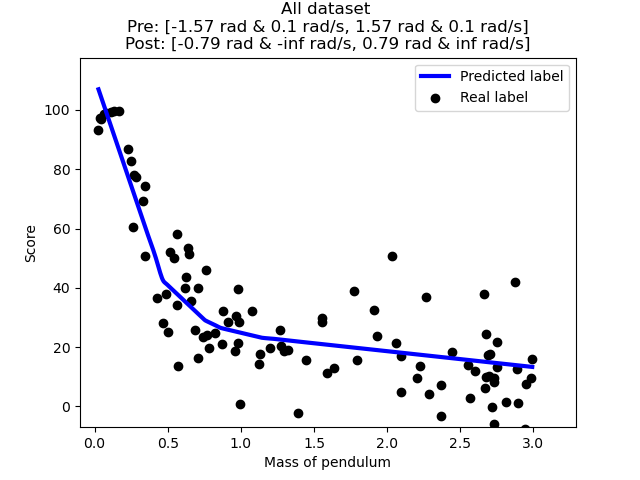 All dataset
Pre: [-1.57 rad & 0.1 rad/s, 1.57 rad & 0.1 rad/s]
Post: [-0.79 rad & -inf rad/s, 0.79 rad & inf rad/s]
Predicted label
Real label
Score
100
80
60
40
20
0
0.0 0.5 1.0 1.5 2.0 2.5 3.0
Mass of pendulum